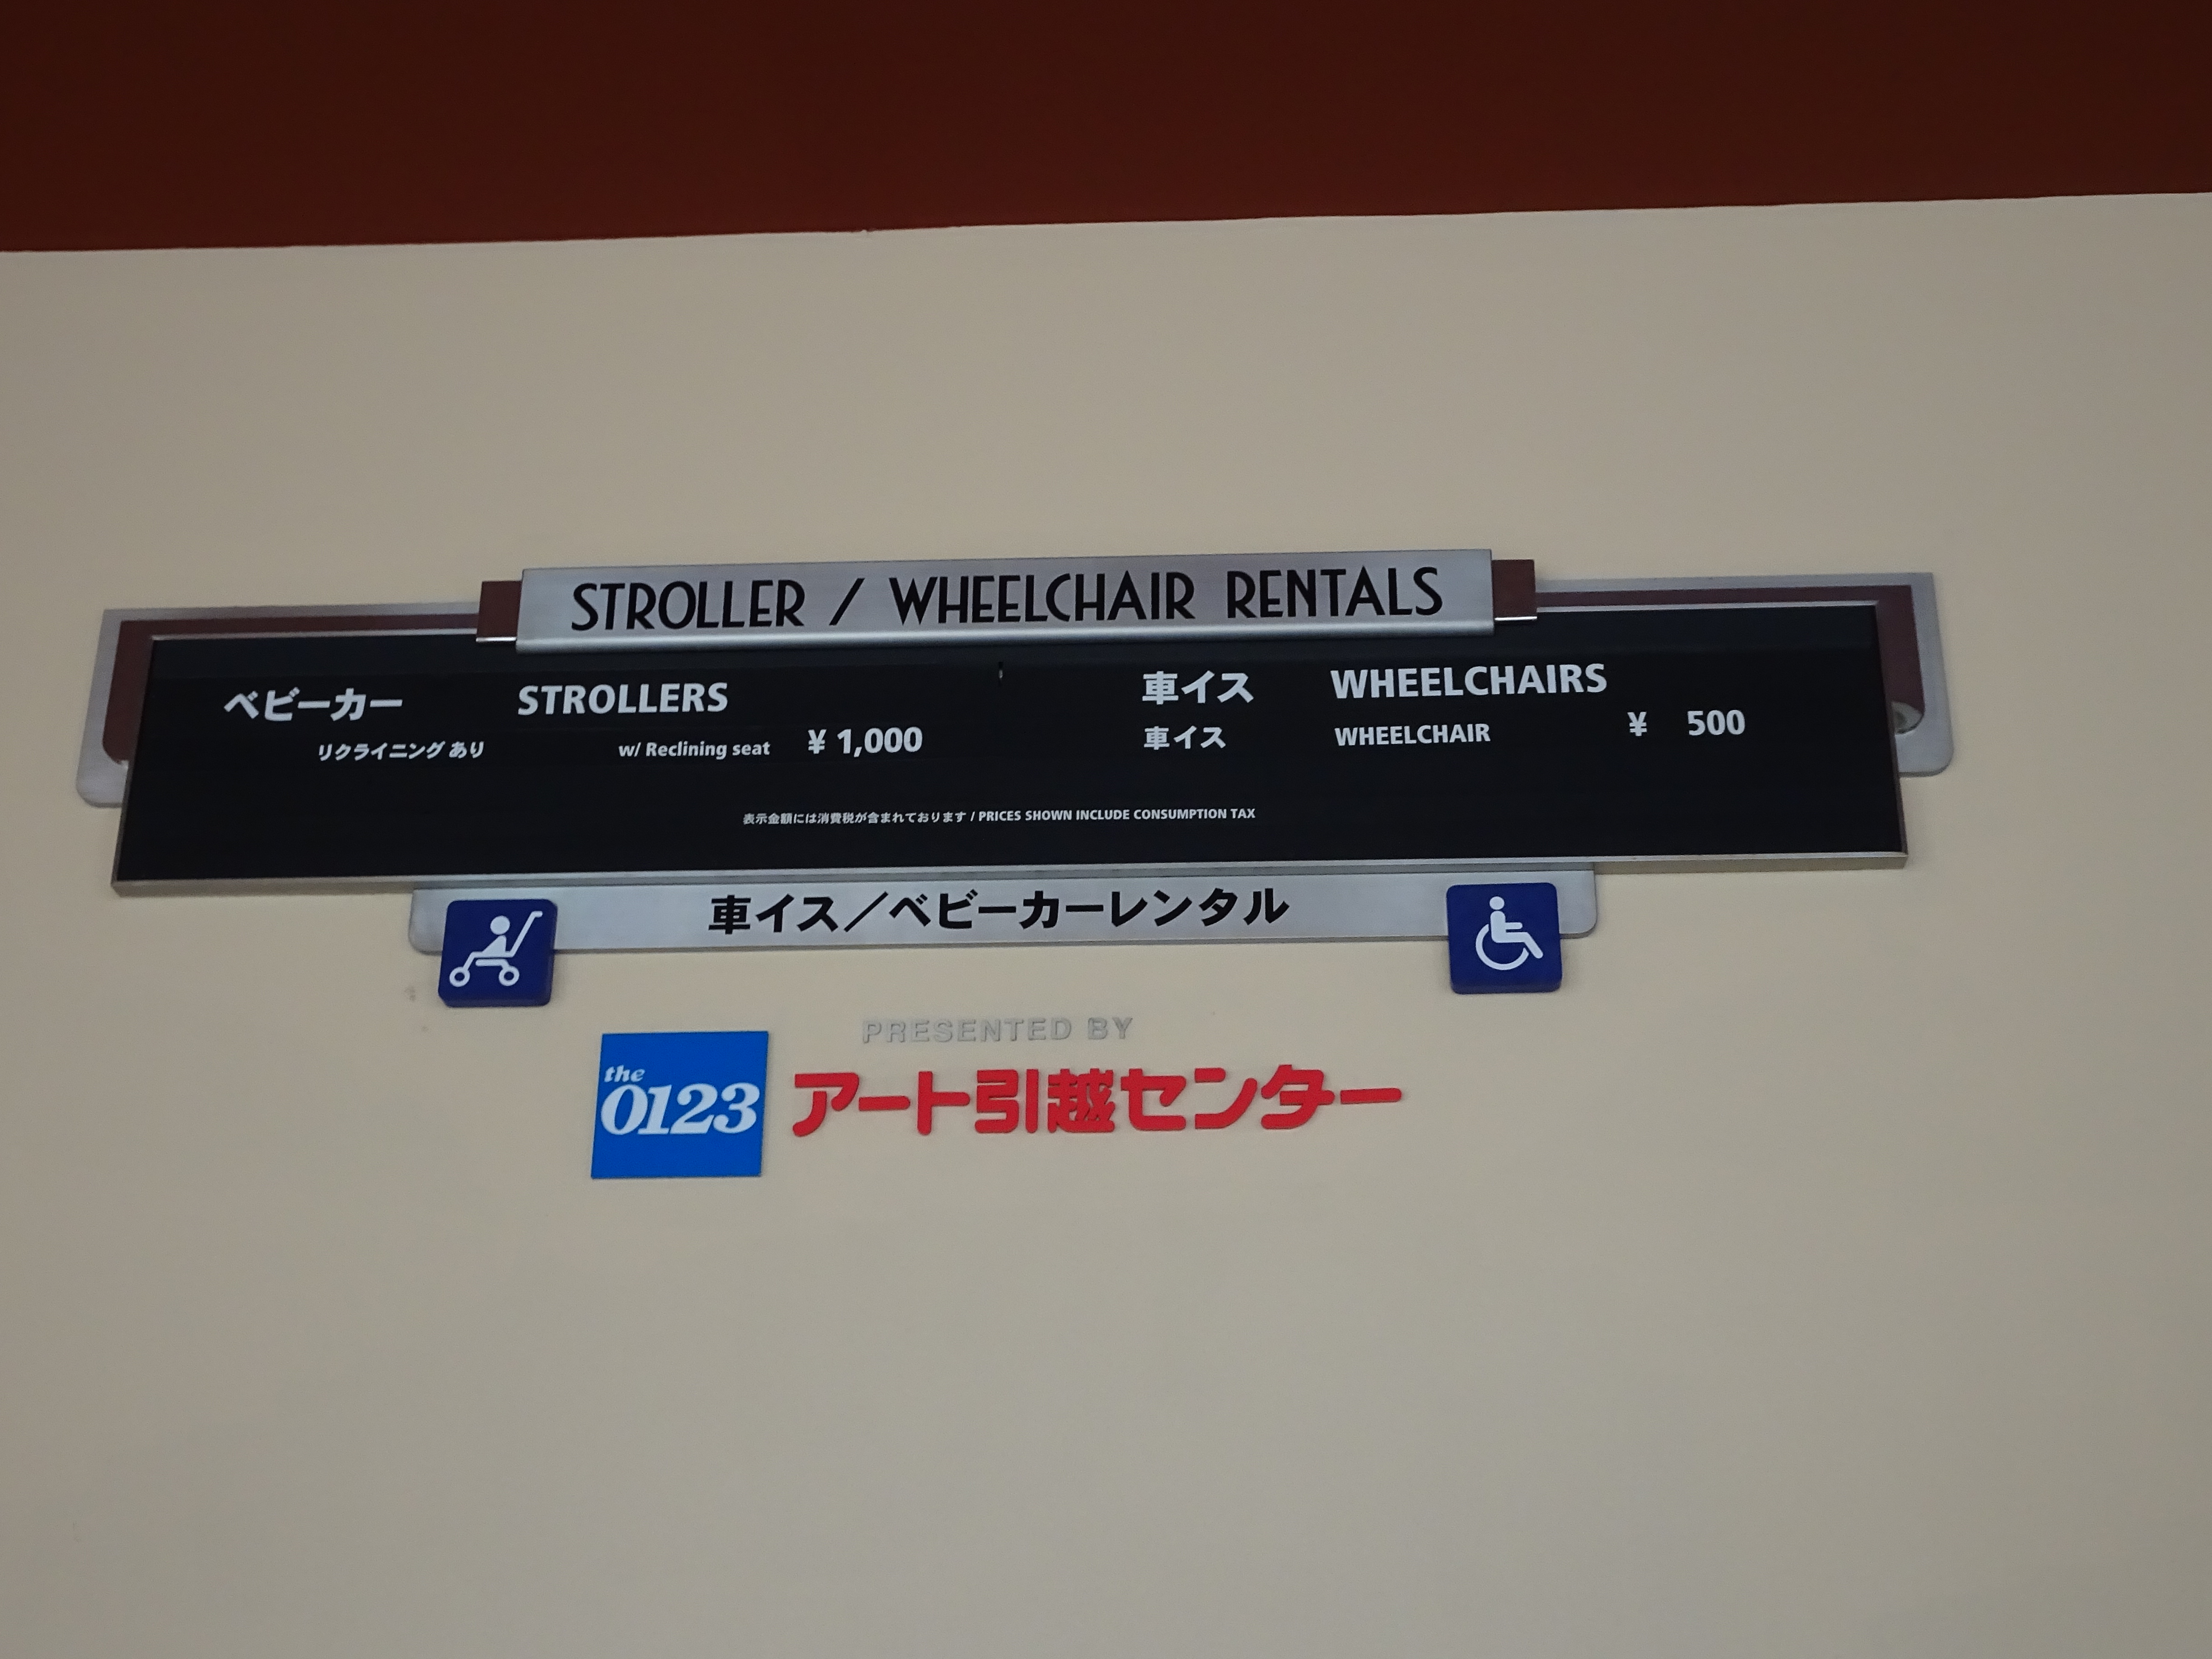 STROLLER / WHEELCHAIR RENTALS
ベビーカー STROLLERS
リクライニング あり w/ Reclining seat ¥ 1,000
車イス WHEELCHAIRS
車イス WHEELCHAIR ¥ 500
表示金額には消費税が含まれております / PRICES SHOWN INCLUDE CONSUMPTION TAX
車イス／ベビーカーレンタル
PRESENTED BY
the
0123
アート引越センター